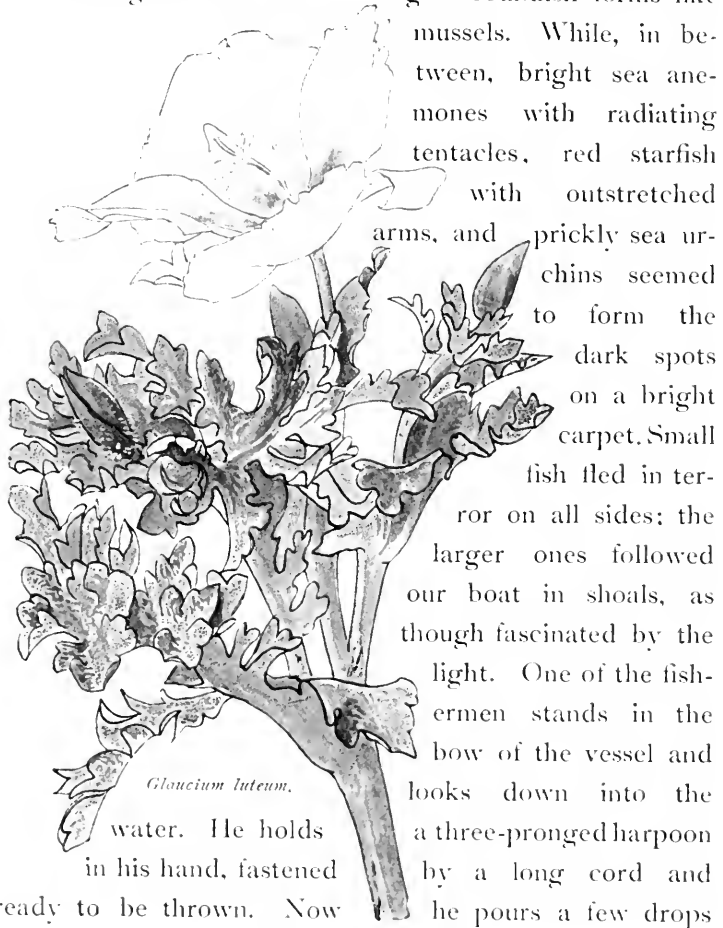 mussels. While, in be-
tween, bright sea ane-
mones with radiating
tentacles, red starfish
with outstretched
arms, and prickly sea ur-
chins seemed
to form the
dark spots
on a bright
carpet. Small
fish fled in ter-
ror on all sides; the
larger ones followed
our boat in shoals, as
though fascinated by the
light. One of the fish-
ermen stands in the
bow of the vessel and
looks down into the
Glaucium luteum.
water. He holds a three-pronged harpoon
in his hand, fastened by a long cord and
ready to be thrown. Now he pours a few drops